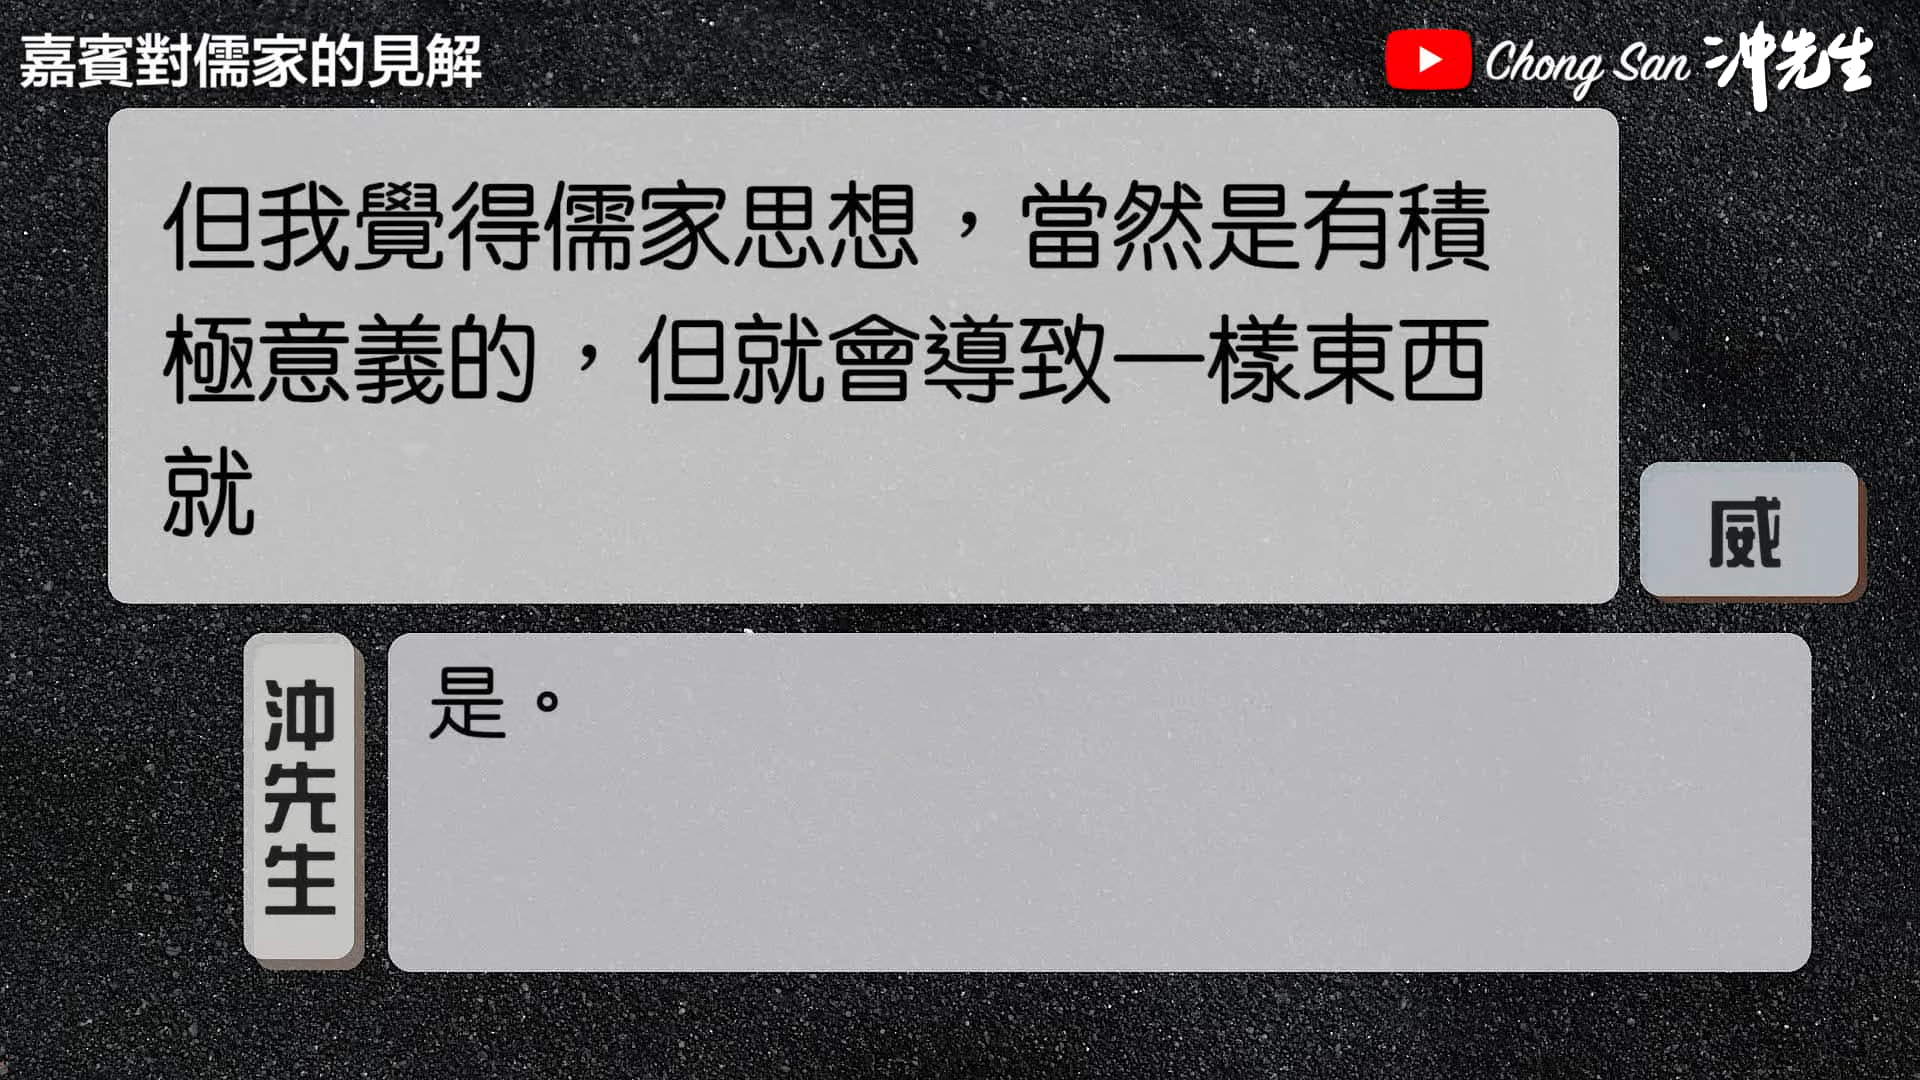 嘉賓對儒家的見解
Chong San 沖先生
但我覺得儒家思想，當然是有積
極意義的，但就會導致一樣東西
就
威
沖先生
是。